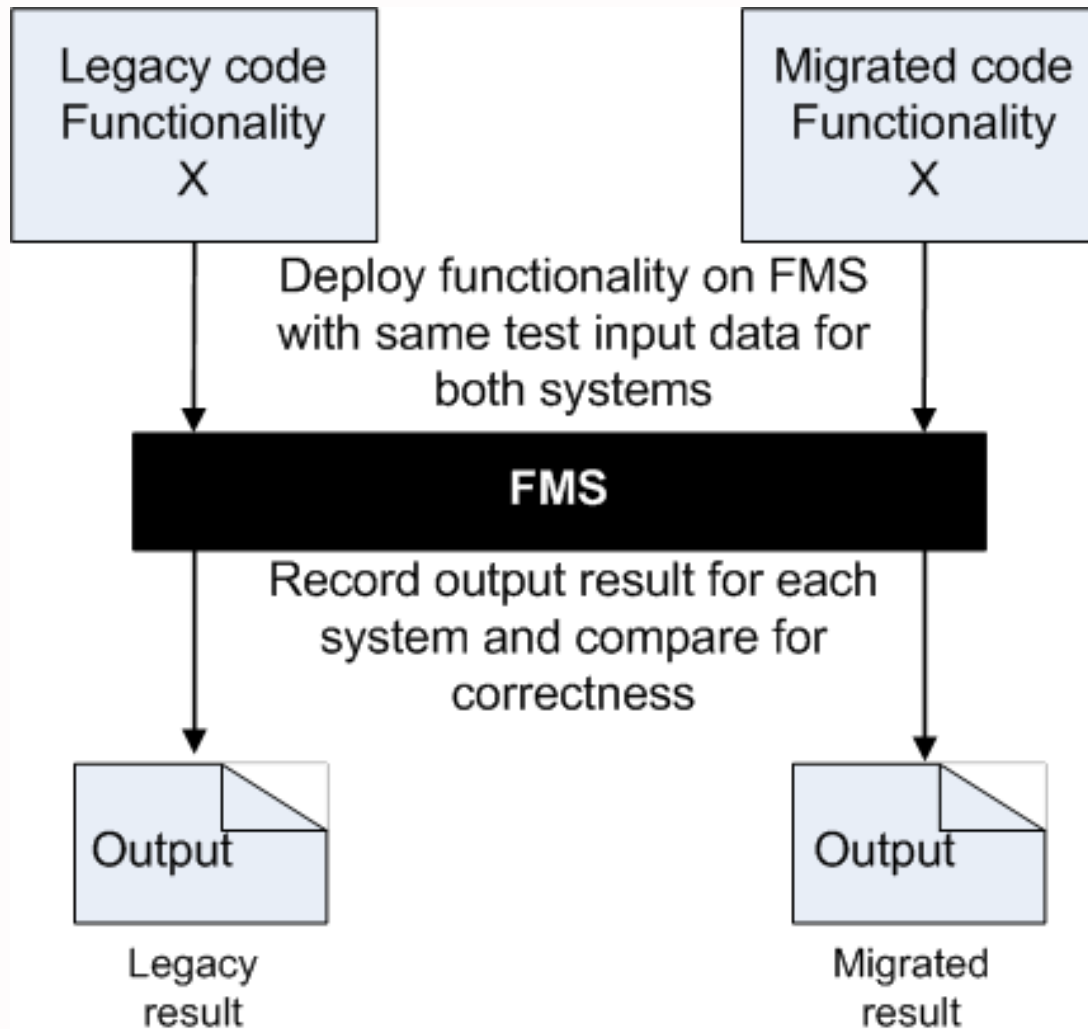 Legacy code
Functionality
X
Migrated code
Functionality
X
Deploy functionality on FMS
with same test input data for
both systems
FMS
Record output result for each
system and compare for
correctness
Output
Legacy
result
Output
Migrated
result